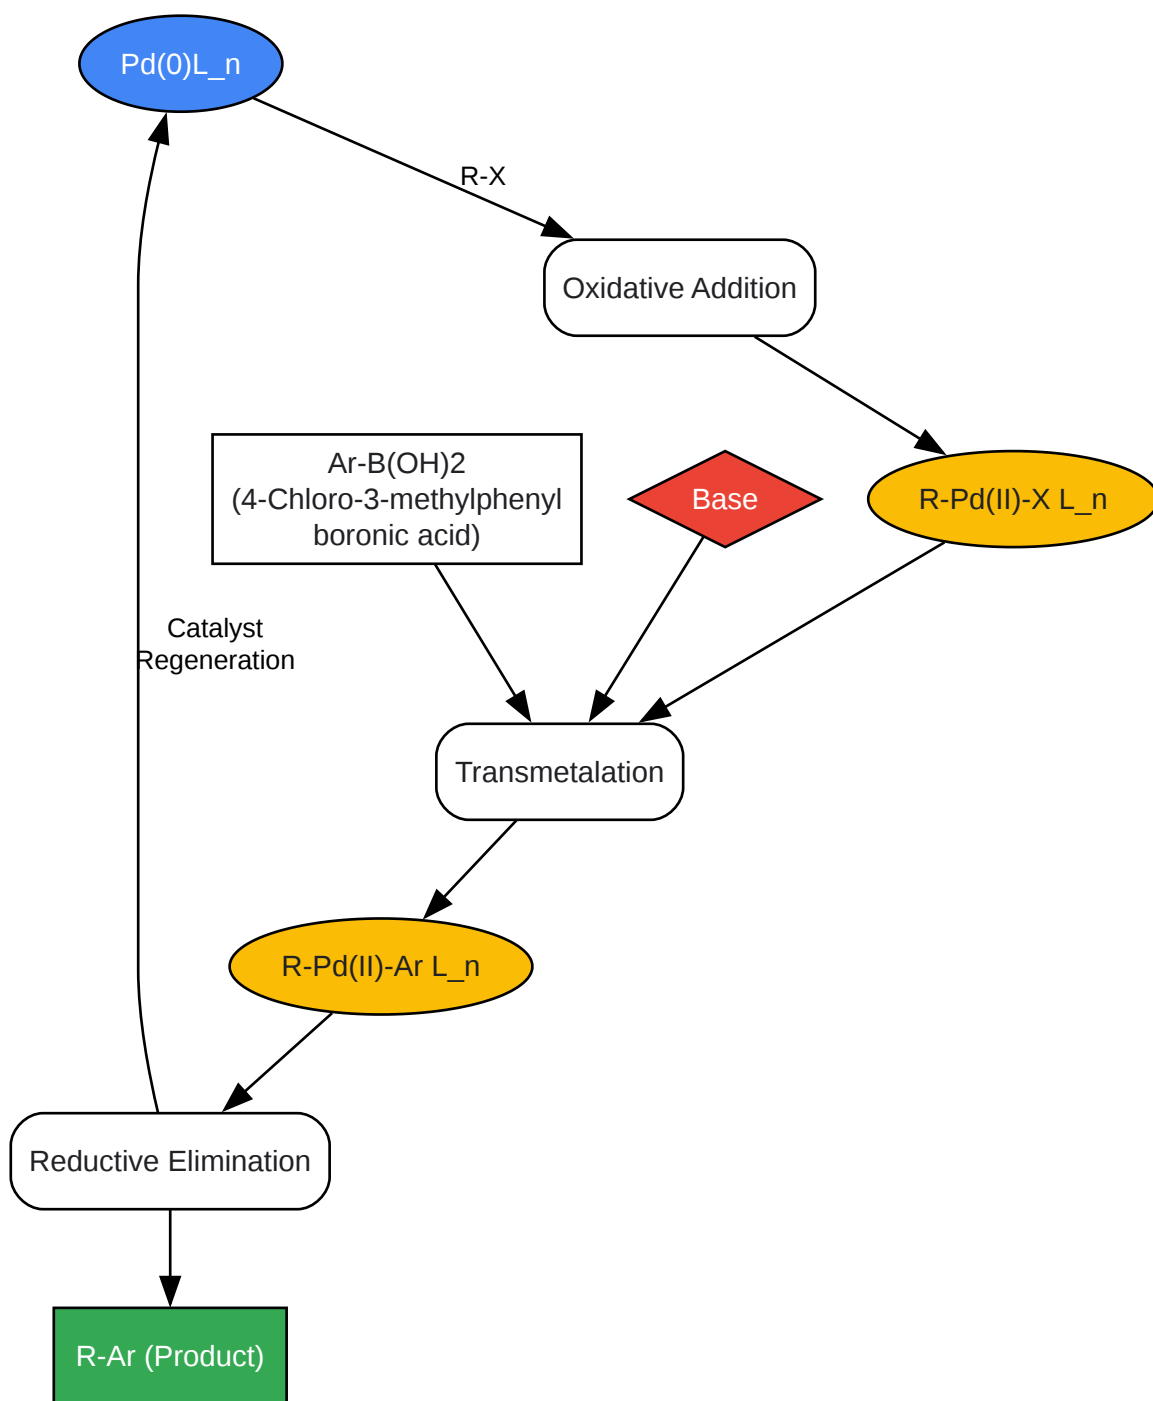 Pd(0)L_n
R-X
Oxidative Addition
Ar-B(OH)2
(4-Chloro-3-methylphenyl
boronic acid)
Base
R-Pd(II)-X L_n
Catalyst
Regeneration
Transmetalation
R-Pd(II)-Ar L_n
Reductive Elimination
R-Ar (Product)